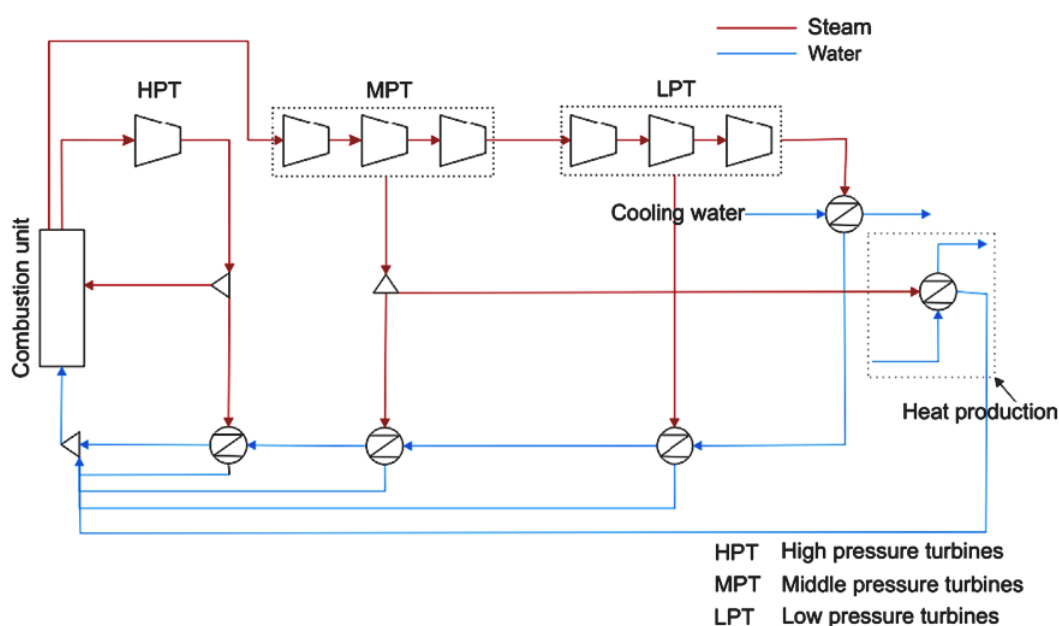 Steam
Water
HPT
MPT
LPT
Cooling water
Combustion unit
Heat production
HPT High pressure turbines
MPT Middle pressure turbines
LPT Low pressure turbines